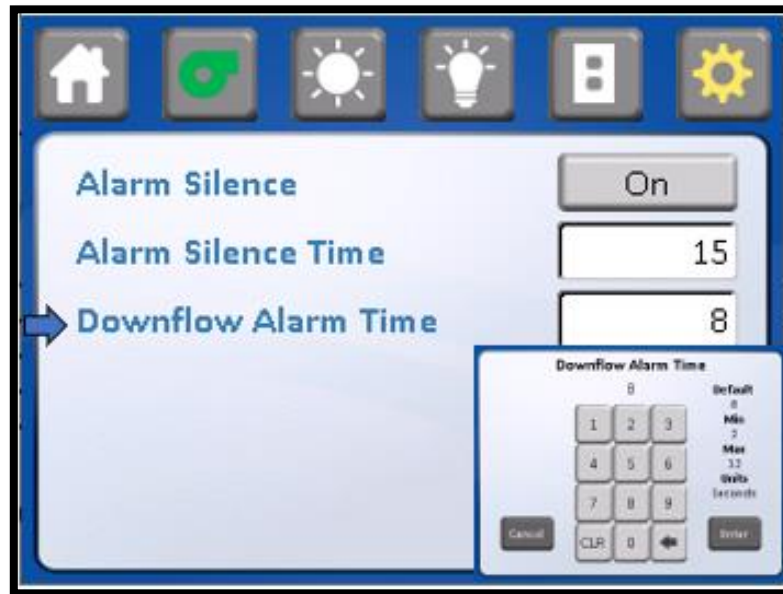 Alarm Silence On
Alarm Silence Time 15
Downflow Alarm Time 8
Downflow Alarm Time
8
Default
8
Min
Max
Units
Seconds
1 2 3
4 5 6
7 8 9
CLR 0
Cancel
Enter